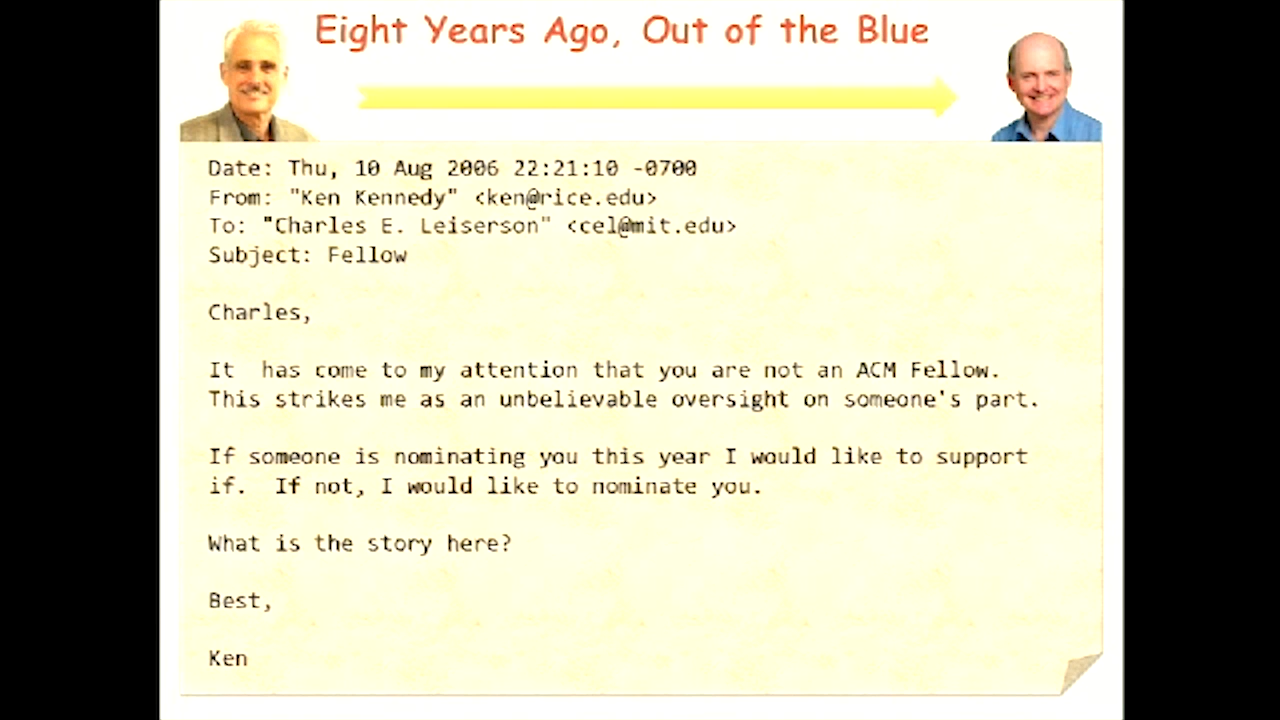 Eight Years Ago, Out of the Blue
Date: Thu, 10 Aug 2006 22:21:10 -0700
From: "Ken Kennedy" <ken@rice.edu>
To: "Charles E. Leiserson" <cel@mit.edu>
Subject: Fellow
Charles,
It  has come to my attention that you are not an ACM Fellow.
This strikes me as an unbelievable oversight on someone's part.
If someone is nominating you this year I would like to support
if.  If not, I would like to nominate you.
What is the story here?
Best,
Ken